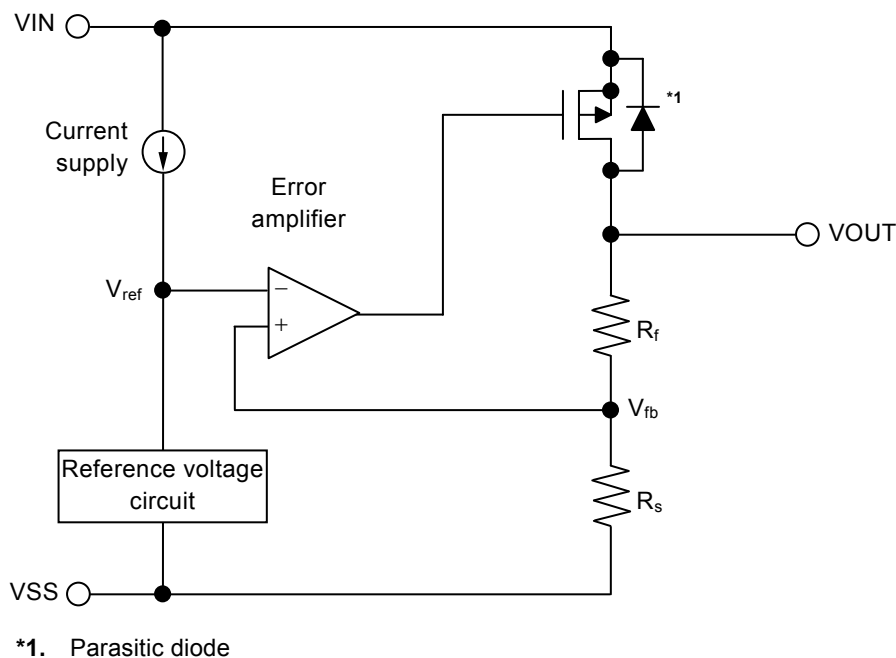 VIN
*1
Current
supply
Error
amplifier
VOUT
Vref
−
+
Rf
Vfb
Reference voltage
circuit
Rs
VSS
*1. Parasitic diode